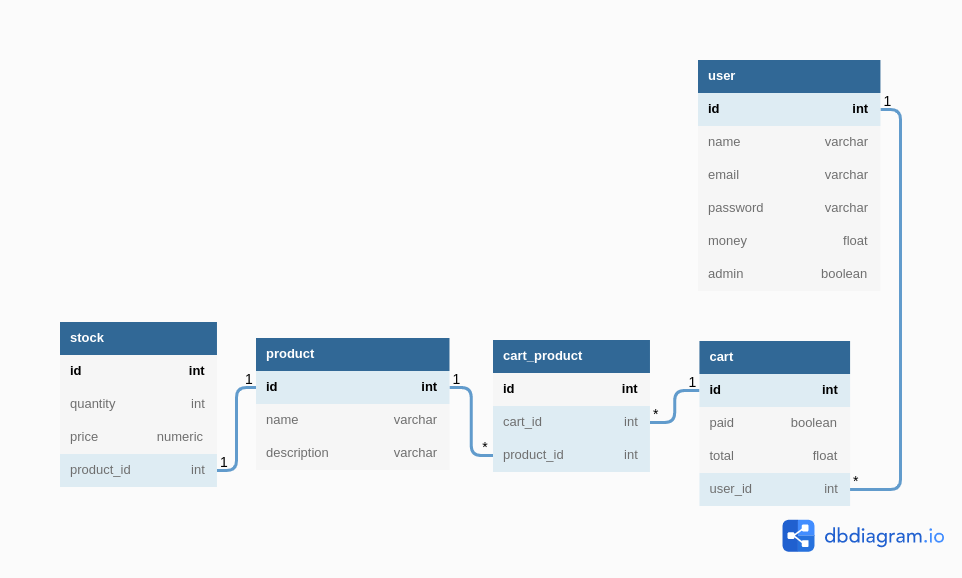 user
1
id int
name varchar
email varchar
password varchar
money float
admin boolean
stock
id int
quantity int
price numeric
product_id int
1
1
product
id int
name varchar
description varchar
1
*
cart_product
id int
cart_id int
product_id int
*
1
cart
id int
paid boolean
total float
user_id int
*
dbdiagram.io